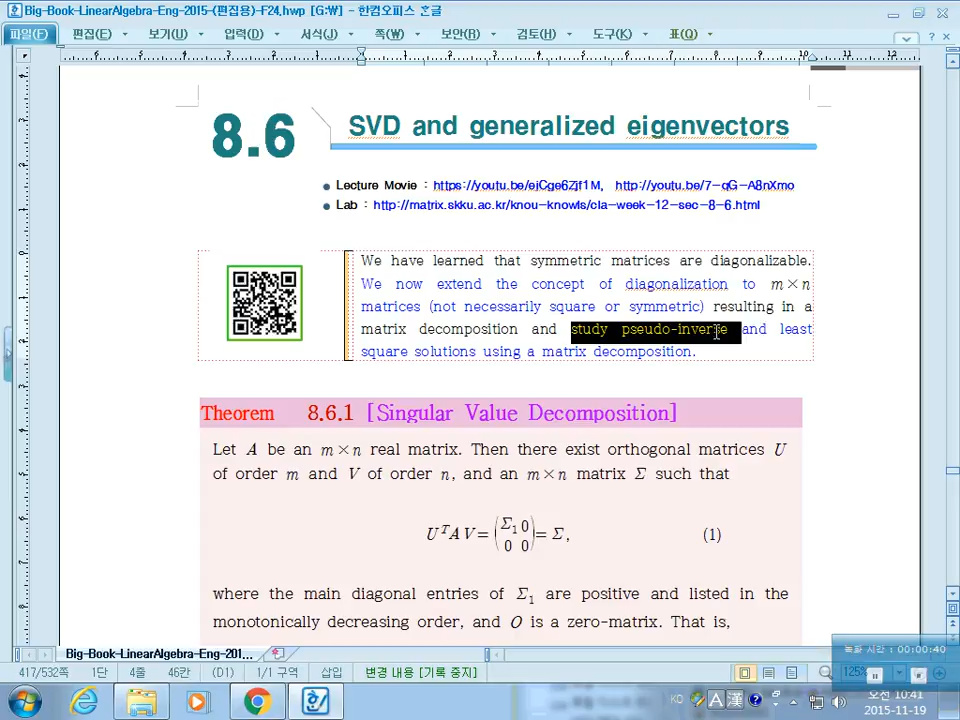 Big-Book-LinearAlgebra-Eng-2015-(편집용)-F24.hwp [G:₩] - 한컴오피스 한글
파일(F) 편집(E) 보기(U) 입력(D) 서식(J) 쪽(W) 보안(R) 검토(H) 도구(K) 표(Q)
8.6 SVD and generalized eigenvectors
● Lecture Movie : https://youtu.be/ejCge6Zjf1M, http://youtu.be/7-qG-A8nXmo
● Lab : http://matrix.skku.ac.kr/knou-knowls/cla-week-12-sec-8-6.html
We have learned that symmetric matrices are diagonalizable.
We now extend the concept of diagonalization to m×n
matrices (not necessarily square or symmetric) resulting in a
matrix decomposition and study pseudo-inverse and least
square solutions using a matrix decomposition.
Theorem 8.6.1 [Singular Value Decomposition]
Let A be an m×n real matrix. Then there exist orthogonal matrices U
of order m and V of order n, and an m×n matrix Σ such that
U^T A V = (Σ₁ 0
0 0) = Σ, (1)
where the main diagonal entries of Σ₁ are positive and listed in the
monotonically decreasing order, and O is a zero-matrix. That is,
Big-Book-LinearAlgebra-Eng-201...
녹화 시간 : 00:00:40
417/532쪽 1단 4줄 46칸 (D1) 1/1 구역 삽입 변경 내용 [기록 중지] 125%
KO A 漢 오전 10:41
2015-11-19